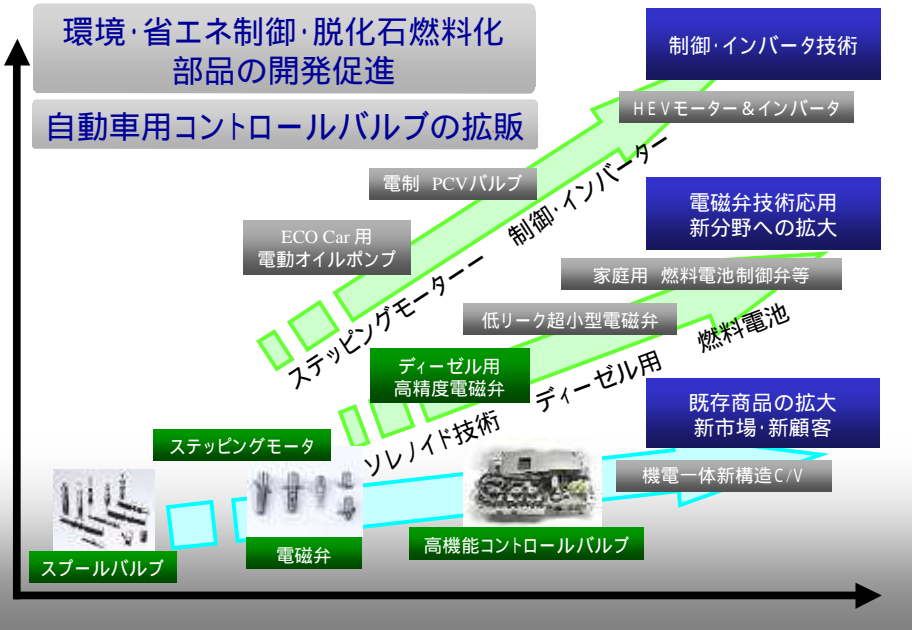 環境･省エネ制御･脱化石燃料化
部品の開発促進
自動車用コントロールバルブの拡販
制御･インバータ技術
HEVモーター＆インバータ
電制 PCVバルブ
ECO Car 用
電動オイルポンプ
ステッピングモーターー 制御･インバーター
電磁弁技術応用
新分野への拡大
家庭用 燃料電池制御弁等
低リーク超小型電磁弁
ディーゼル用
高精度電磁弁
ソレノイド技術 ディーゼル用 燃料電池
既存商品の拡大
新市場･新顧客
機電一体新構造C/V
ステッピングモータ
スプールバルブ
電磁弁
高機能コントロールバルブ